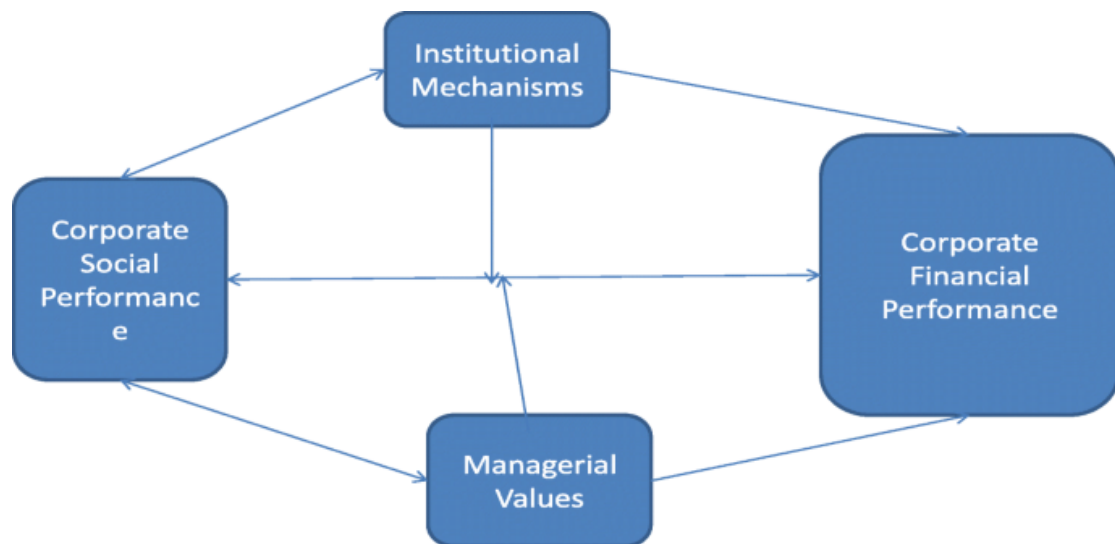 Institutional
Mechanisms
Corporate
Social
Performanc
e
Corporate
Financial
Performance
Managerial
Values